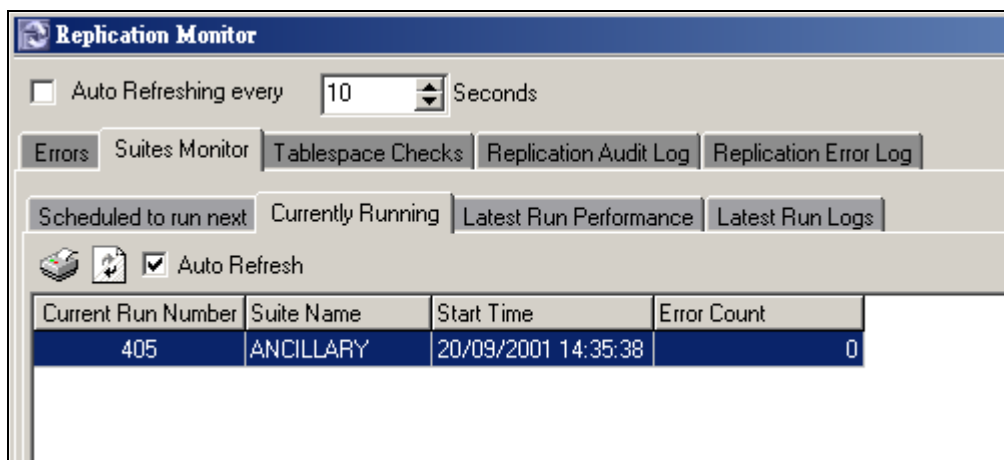 Replication Monitor
Auto Refreshing every 10 Seconds
Errors Suites Monitor Tablespace Checks Replication Audit Log Replication Error Log
Scheduled to run next Currently Running Latest Run Performance Latest Run Logs
Auto Refresh
Current Run Number Suite Name Start Time Error Count
405 ANCILLARY 20/09/2001 14:35:38 0